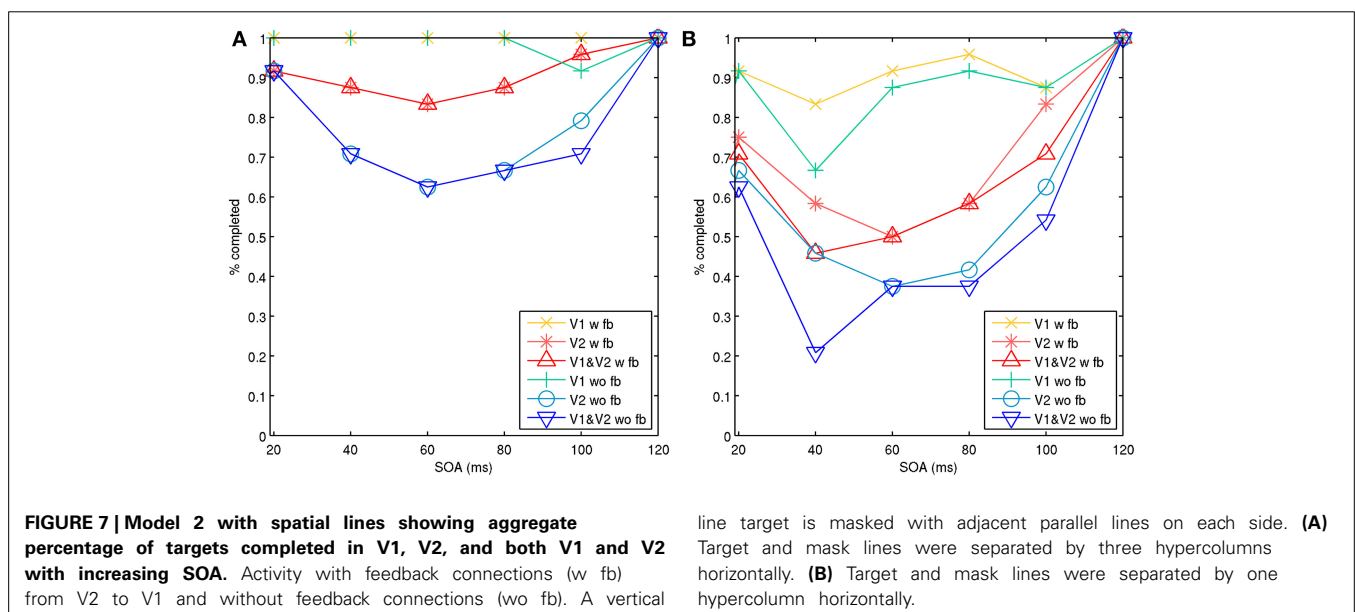 A
1
0.9
0.8
0.7
0.6
0.5
0.4
0.3
0.2
0.1
0
% completed
20 40 60 80 100 120
SOA (ms)
V1 w fb
V2 w fb
V1&V2 w fb
V1 wo fb
V2 wo fb
V1&V2 wo fb
B
1
0.9
0.8
0.7
0.6
0.5
0.4
0.3
0.2
0.1
0
% completed
20 40 60 80 100 120
SOA (ms)
V1 w fb
V2 w fb
V1&V2 w fb
V1 wo fb
V2 wo fb
V1&V2 wo fb
FIGURE 7 | Model 2 with spatial lines showing aggregate
percentage of targets completed in V1, V2, and both V1 and V2
with increasing SOA. Activity with feedback connections (w fb)
from V2 to V1 and without feedback connections (wo fb). A vertical
line target is masked with adjacent parallel lines on each side. (A)
Target and mask lines were separated by three hypercolumns
horizontally. (B) Target and mask lines were separated by one
hypercolumn horizontally.